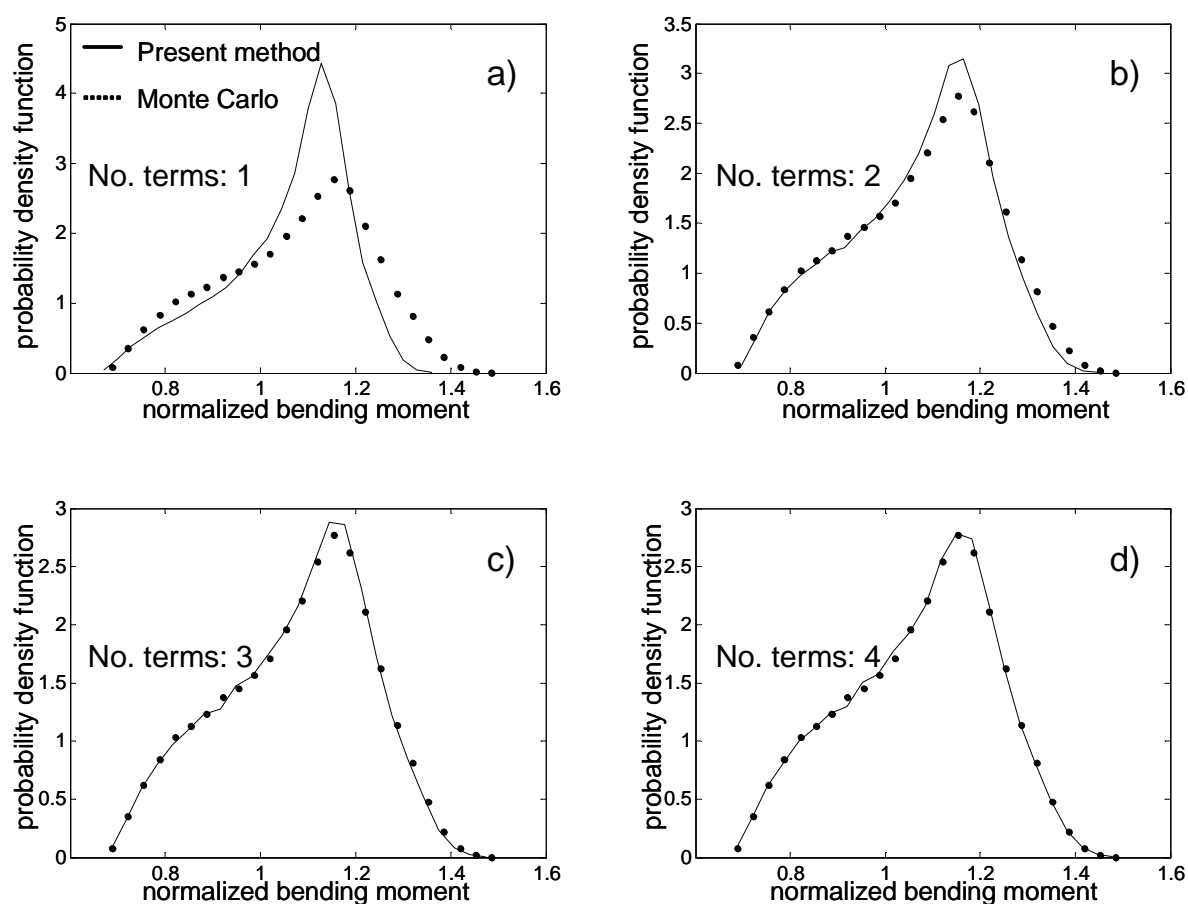 5
4
3
2
1
0
0.8
1
1.2
1.4
1.6
probability density function
normalized bending moment
Present method
Monte Carlo
a)
No. terms: 1
3.5
3
2.5
2
1.5
1
0.5
0
0.8
1
1.2
1.4
1.6
probability density function
normalized bending moment
b)
No. terms: 2
3
2.5
2
1.5
1
0.5
0
0.8
1
1.2
1.4
1.6
probability density function
normalized bending moment
c)
No. terms: 3
3
2.5
2
1.5
1
0.5
0
0.8
1
1.2
1.4
1.6
probability density function
normalized bending moment
d)
No. terms: 4